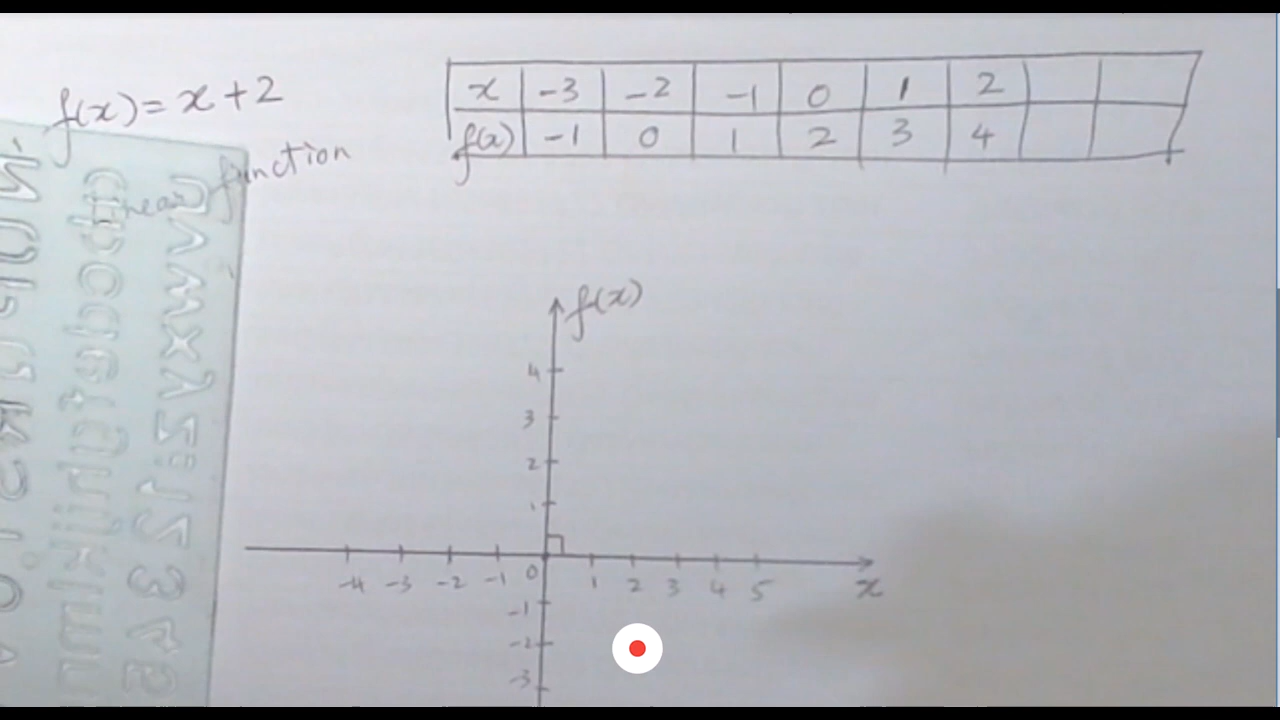 f(x) = x + 2
linear function
x -3 -2 -1 0 1 2
f(x) -1 0 1 2 3 4
f(x)
4
3
2
1
-4 -3 -2 -1 0 1 2 3 4 5 x
-1
-2
-3